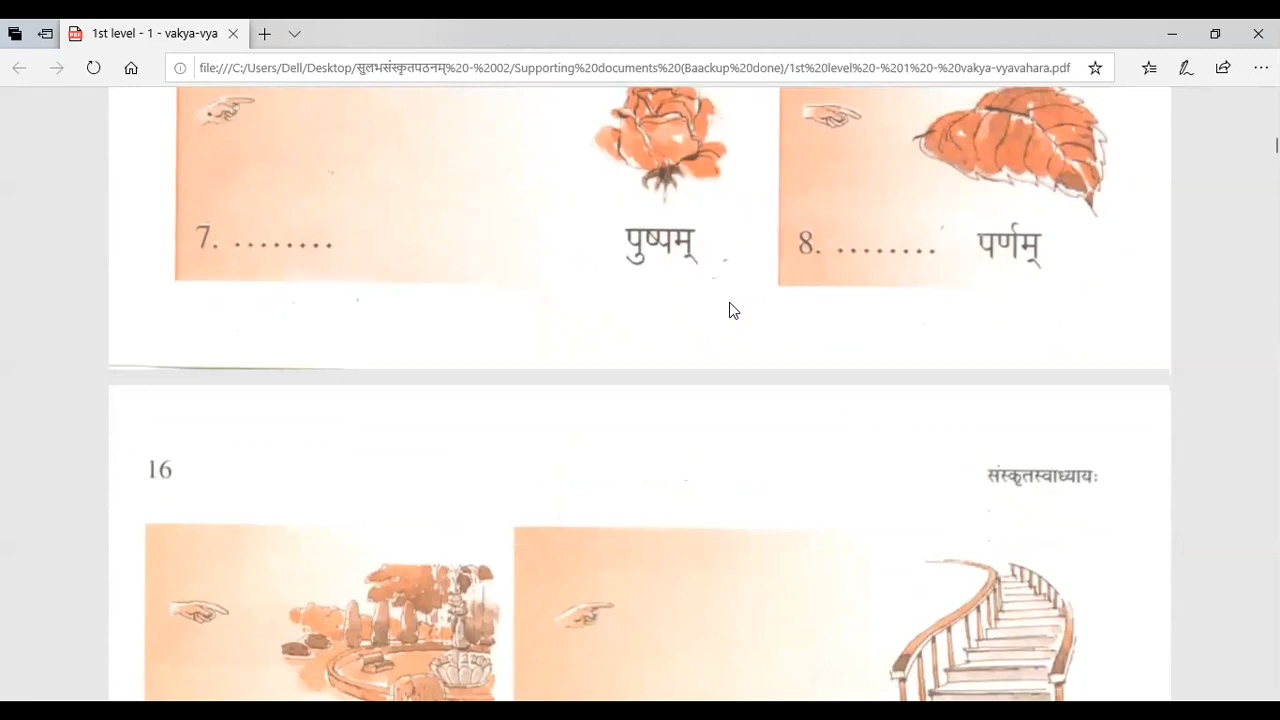 1st level - 1 - vakya-vya
file:///C:/Users/Dell/Desktop/सुलभसंस्कृतपठनम्%20-%2002/Supporting%20documents%20(Baackup%20done)/1st%20level%20-%201%20-%20vakya-vyavahara.pdf
7. ........ पुष्पम्
8. ........ पर्णम्
16
संस्कृतस्वाध्यायः